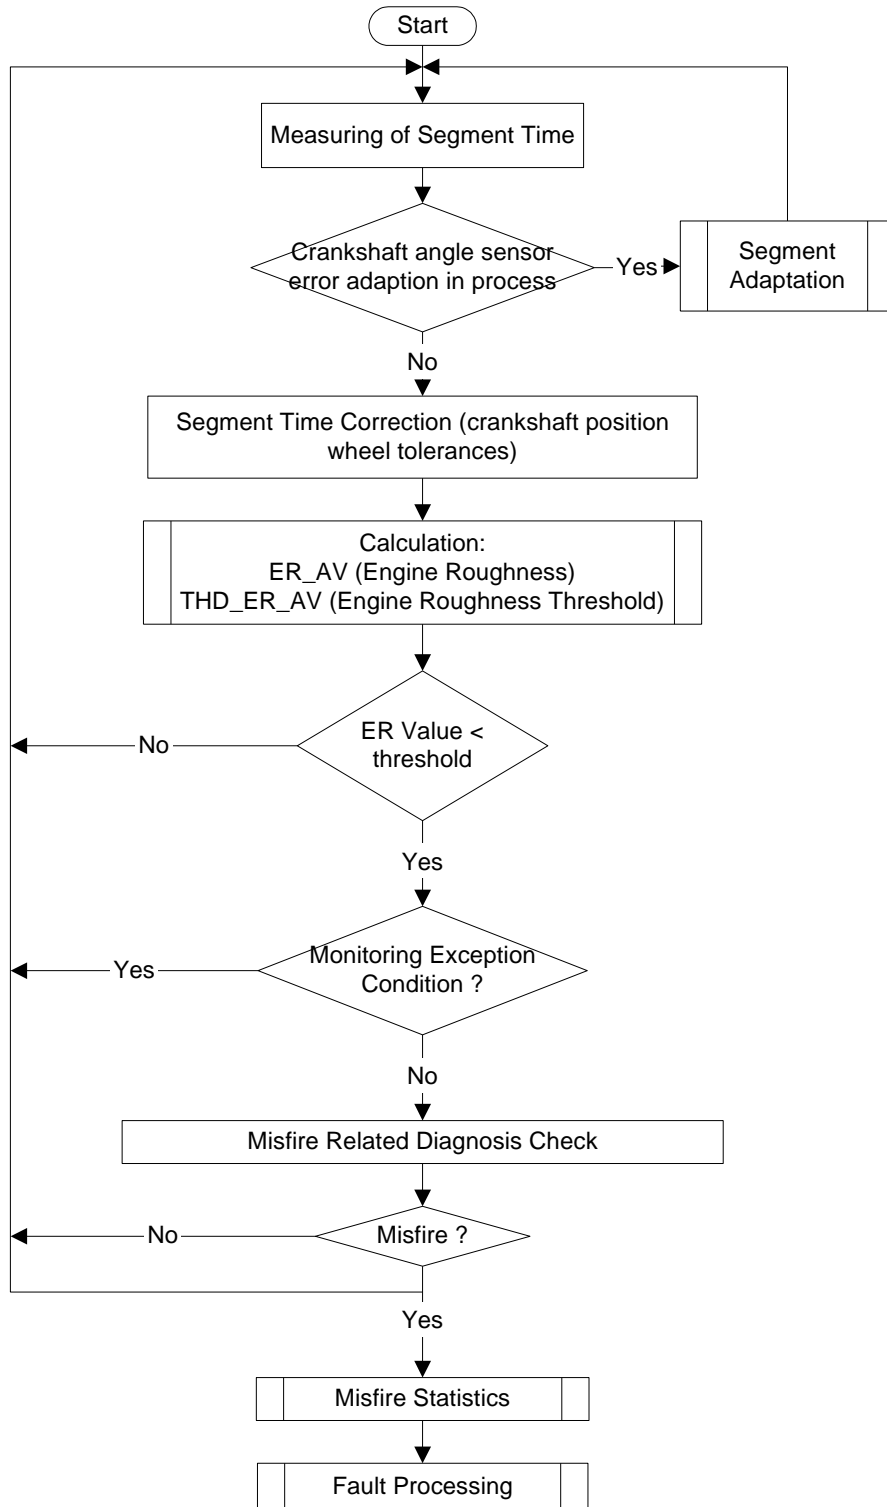 Start
Measuring of Segment Time
Crankshaft angle sensor
error adaption in process
Yes
Segment
Adaptation
No
Segment Time Correction (crankshaft position
wheel tolerances)
Calculation:
ER_AV (Engine Roughness)
THD_ER_AV (Engine Roughness Threshold)
ER Value <
threshold
No
Yes
Monitoring Exception
Condition ?
Yes
No
Misfire Related Diagnosis Check
Misfire ?
No
Yes
Misfire Statistics
Fault Processing